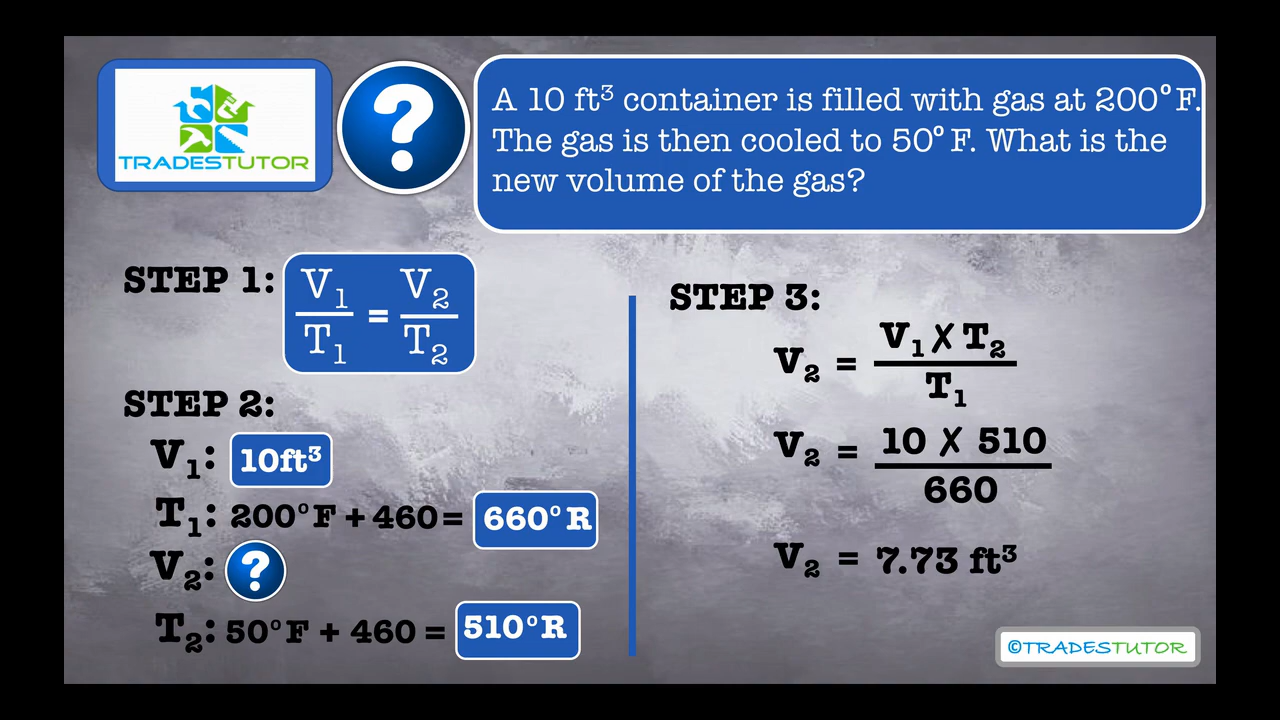 TRADESTUTOR
?
A 10 ft³ container is filled with gas at 200°F.
The gas is then cooled to 50°F. What is the
new volume of the gas?
STEP 1:
V₁/T₁ = V₂/T₂
STEP 2:
V₁: 10ft³
T₁: 200°F + 460 = 660°R
V₂: ?
T₂: 50°F + 460 = 510°R
STEP 3:
V₂ = V₁ X T₂
T₁
V₂ = 10 X 510
660
V₂ = 7.73 ft³
©TRADESTUTOR